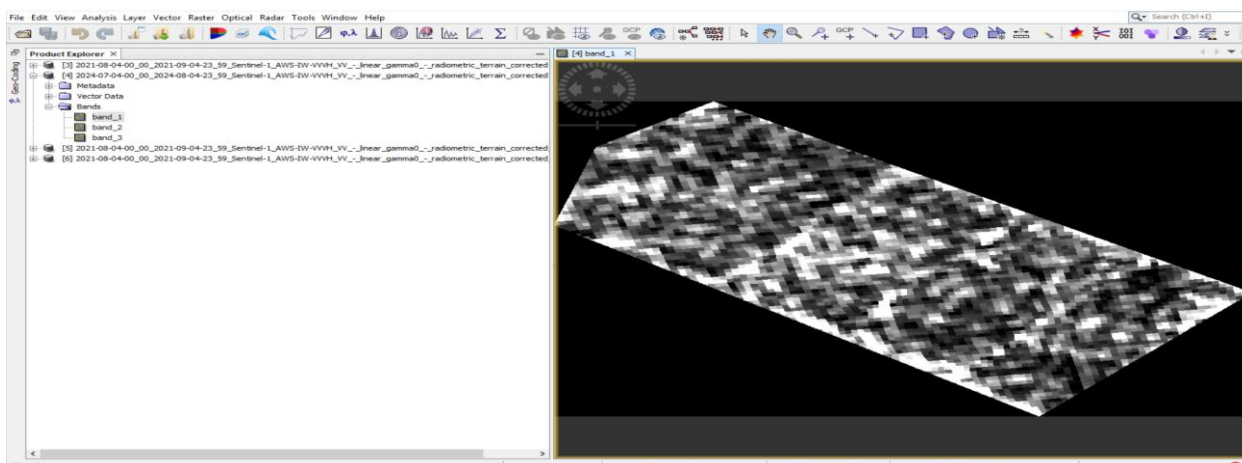 File Edit View Analysis Layer Vector Raster Optical Radar Tools Window Help
Search (Ctrl+I)
GCP GCP
Product Explorer ×
[4] band_1 ×
Geo-Coding
[3] 2021-08-04-00_00_2021-09-04-23_59_Sentinel-1_AWS-IW-VVVH_VV_-_linear_gamma0_-_radiometric_terrain_corrected
[4] 2024-07-04-00_00_2024-08-04-23_59_Sentinel-1_AWS-IW-VVVH_VV_-_linear_gamma0_-_radiometric_terrain_corrected
Metadata
Vector Data
Bands
band_1
band_2
band_3
[5] 2021-08-04-00_00_2021-09-04-23_59_Sentinel-1_AWS-IW-VVVH_VV_-_linear_gamma0_-_radiometric_terrain_corrected
[6] 2021-08-04-00_00_2021-09-04-23_59_Sentinel-1_AWS-IW-VVVH_VV_-_linear_gamma0_-_radiometric_terrain_corrected